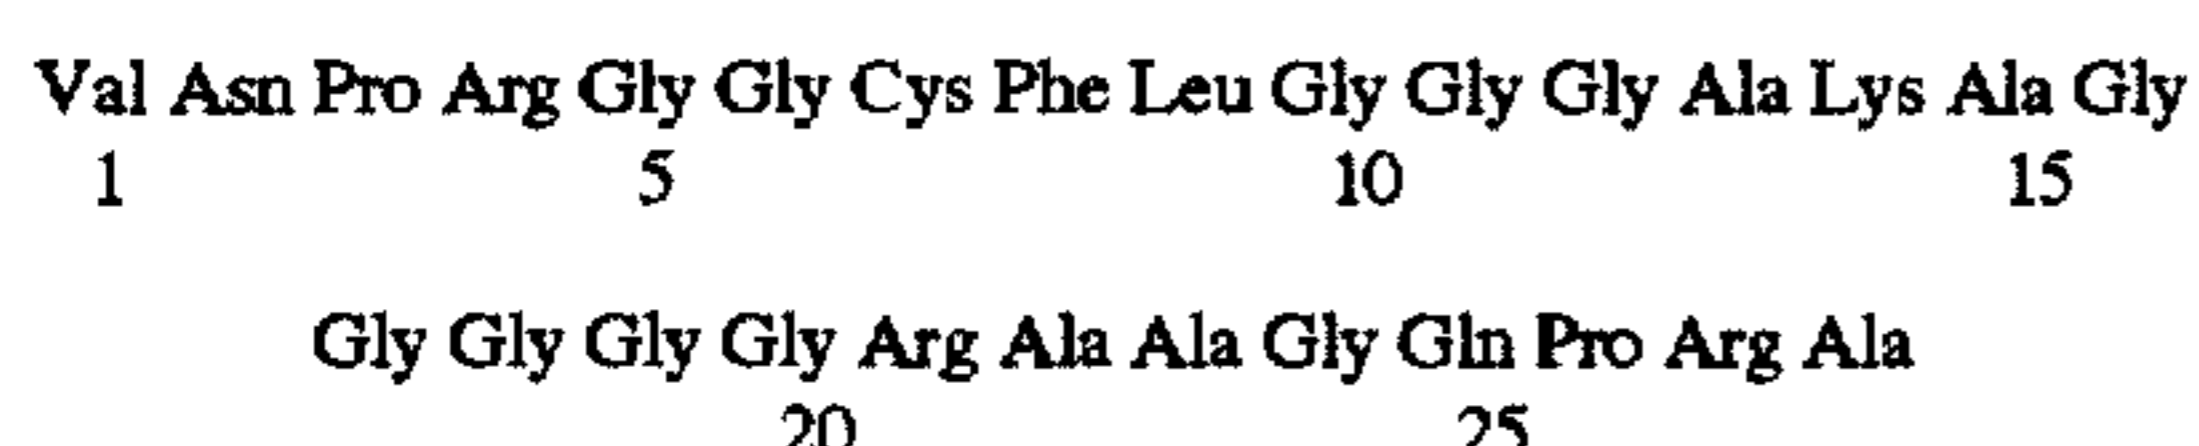 Val Asn Pro Arg Gly Gly Cys Phe Leu Gly Gly Gly Ala Lys Ala Gly
1 5 10 15
Gly Gly Gly Gly Arg Ala Ala Gly Gln Pro Arg Ala
20 25